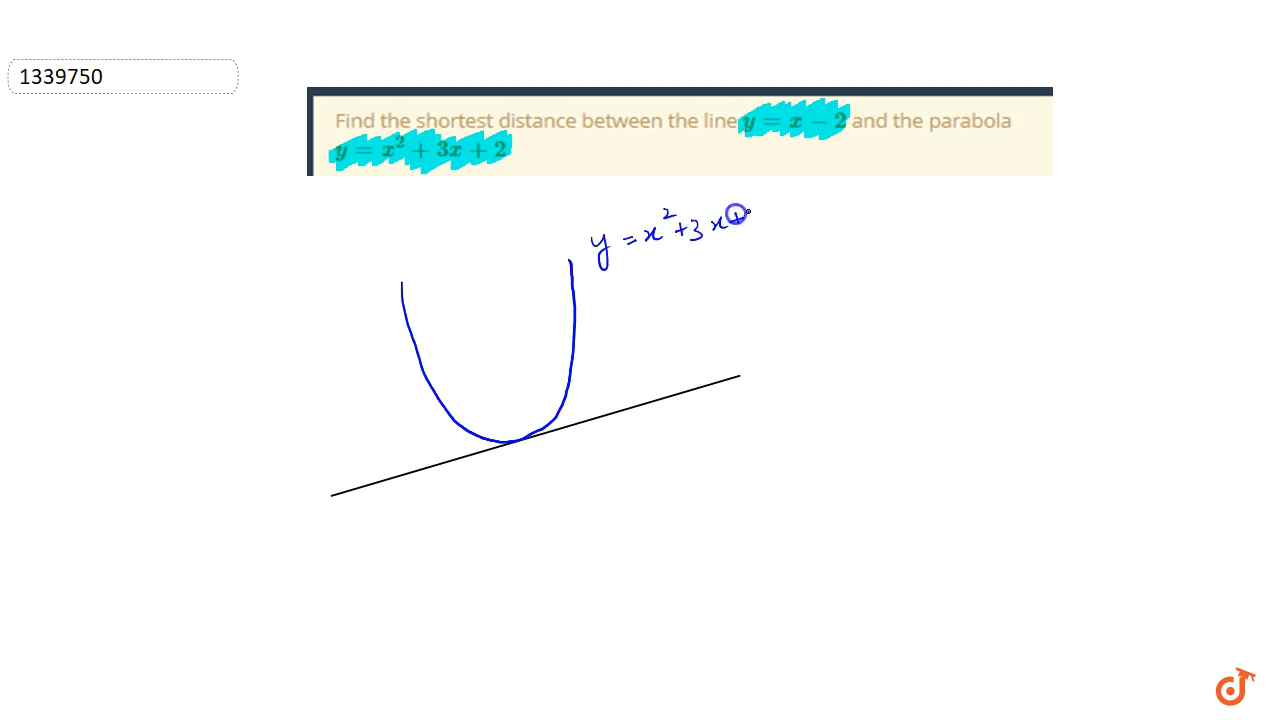 1339750
Find the shortest distance between the line y = x − 2 and the parabola
y = x² + 3x + 2
y = x² + 3x +